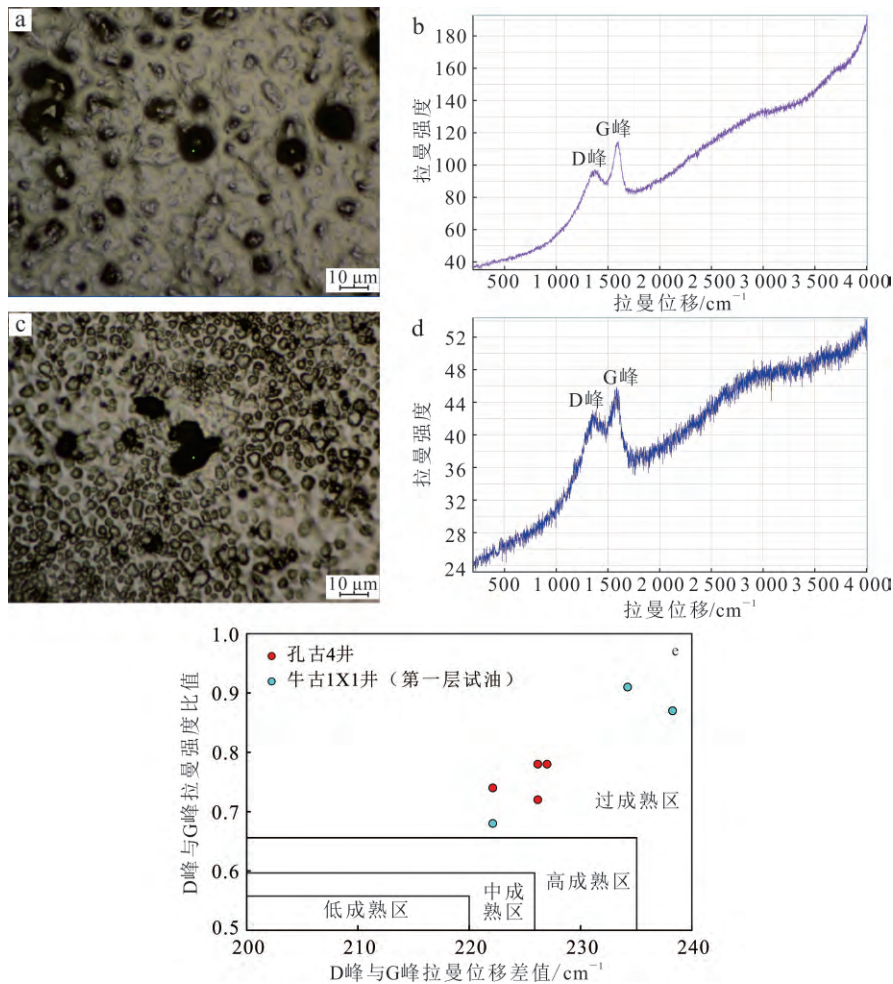 a
10 μm
b
拉曼强度
180
160
140
120
100
80
60
40
D峰
G峰
500 1 000 1 500 2 000 2 500 3 000 3 500 4 000
拉曼位移/cm⁻¹
c
10 μm
d
拉曼强度
52
48
44
40
36
32
28
24
D峰
G峰
500 1 000 1 500 2 000 2 500 3 000 3 500 4 000
拉曼位移/cm⁻¹
e
D峰与G峰拉曼强度比值
1.0
0.9
0.8
0.7
0.6
0.5
孔古4井
牛古1X1井（第一层试油）
过成熟区
高成熟区
中成
熟区
低成熟区
200 210 220 230 240
D峰与G峰拉曼位移差值/cm⁻¹